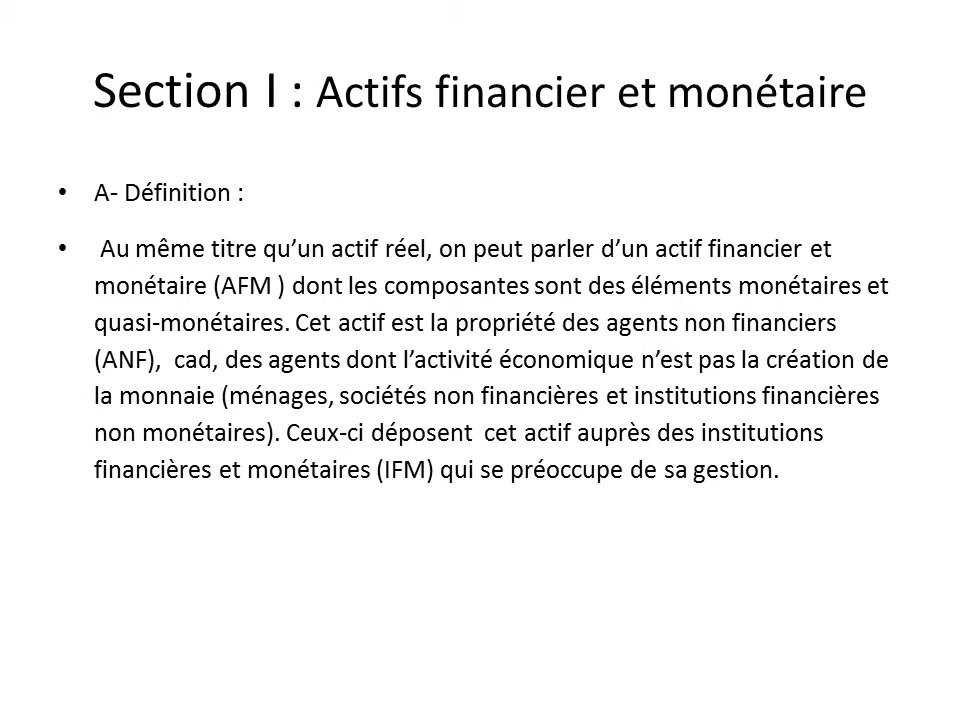 Section I : Actifs financier et monétaire
• A- Définition :
• Au même titre qu’un actif réel, on peut parler d’un actif financier et
monétaire (AFM ) dont les composantes sont des éléments monétaires et
quasi-monétaires. Cet actif est la propriété des agents non financiers
(ANF), cad, des agents dont l’activité économique n’est pas la création de
la monnaie (ménages, sociétés non financières et institutions financières
non monétaires). Ceux-ci déposent cet actif auprès des institutions
financières et monétaires (IFM) qui se préoccupe de sa gestion.